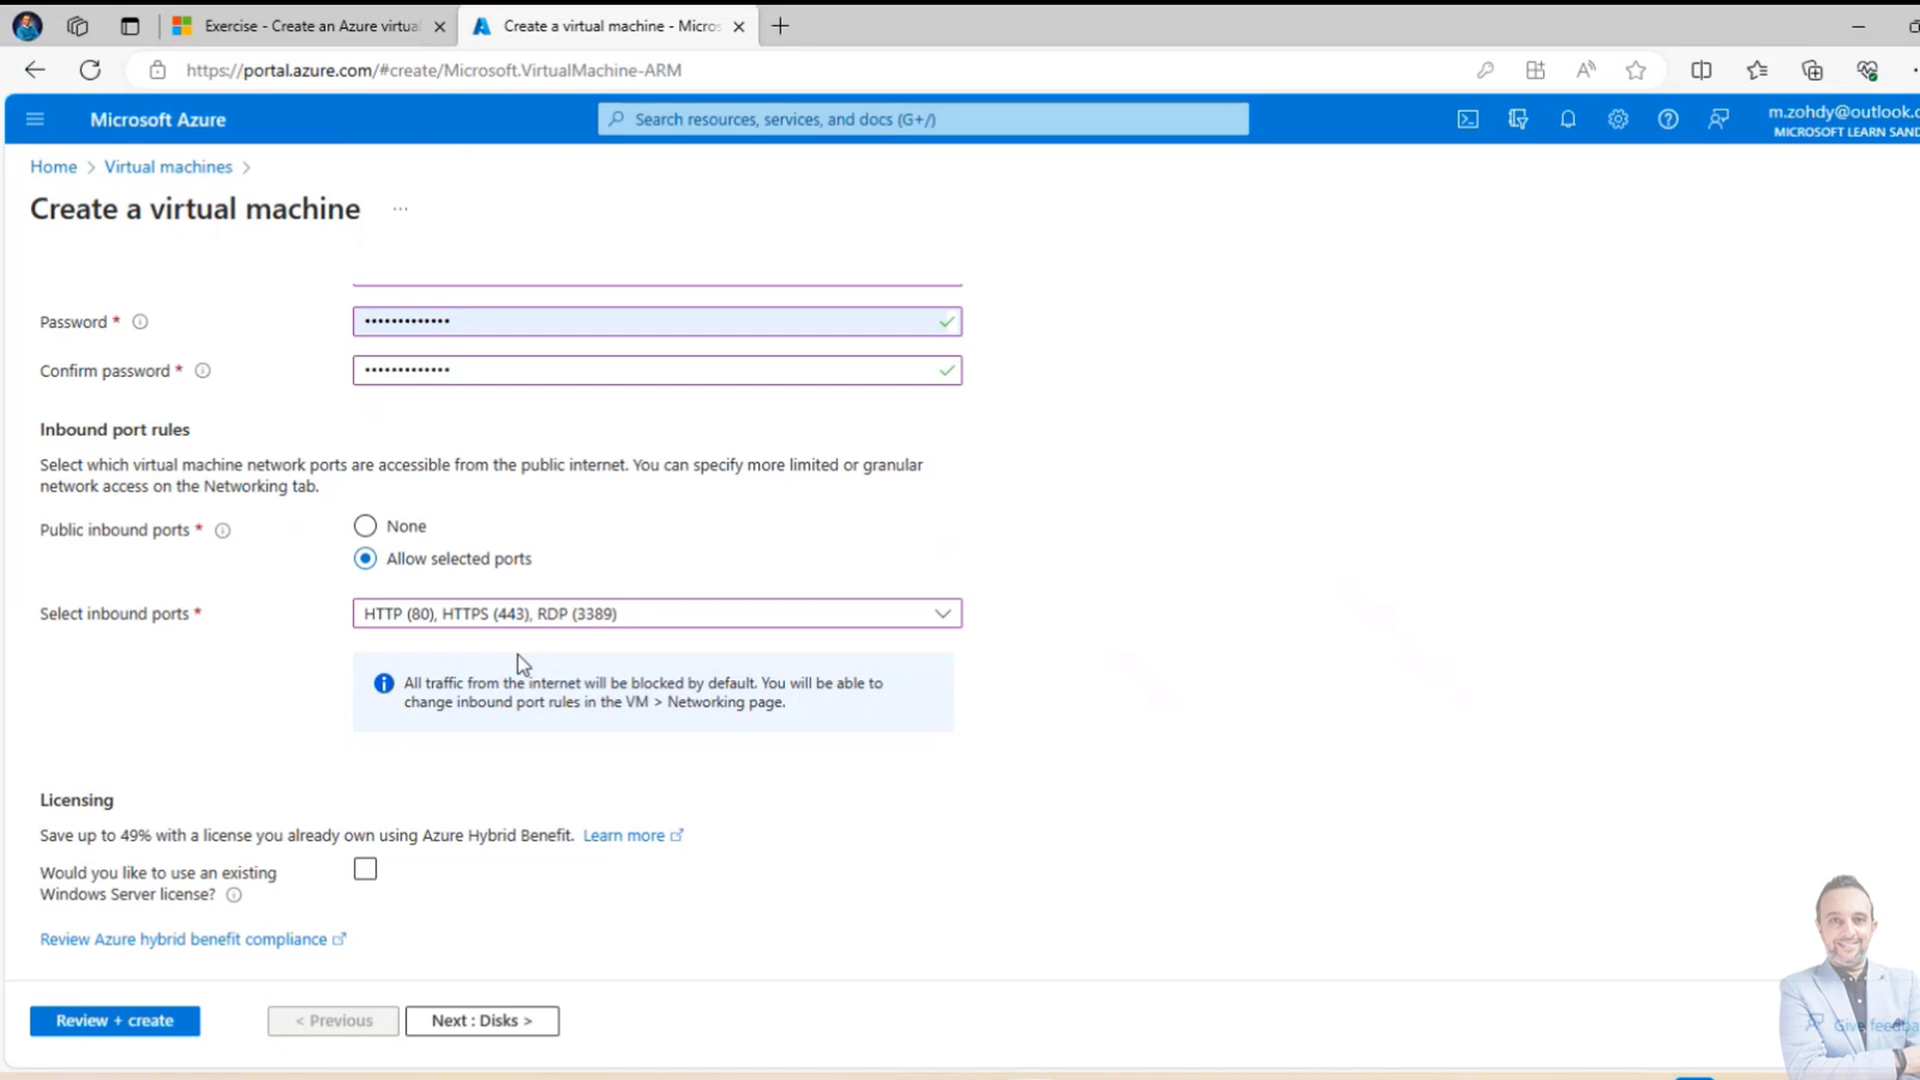 Exercise - Create an Azure virtual
Create a virtual machine - Micros
https://portal.azure.com/#create/Microsoft.VirtualMachine-ARM
Microsoft Azure
Search resources, services, and docs (G+/)
m.zohdy@outlook.c
MICROSOFT LEARN SAND
Home > Virtual machines >
Create a virtual machine ...
Password *
Confirm password *
Inbound port rules
Select which virtual machine network ports are accessible from the public internet. You can specify more limited or granular
network access on the Networking tab.
Public inbound ports *
None
Allow selected ports
Select inbound ports *
HTTP (80), HTTPS (443), RDP (3389)
All traffic from the internet will be blocked by default. You will be able to
change inbound port rules in the VM > Networking page.
Licensing
Save up to 49% with a license you already own using Azure Hybrid Benefit. Learn more
Would you like to use an existing
Windows Server license?
Review Azure hybrid benefit compliance
Review + create
< Previous
Next : Disks >
Give feedba